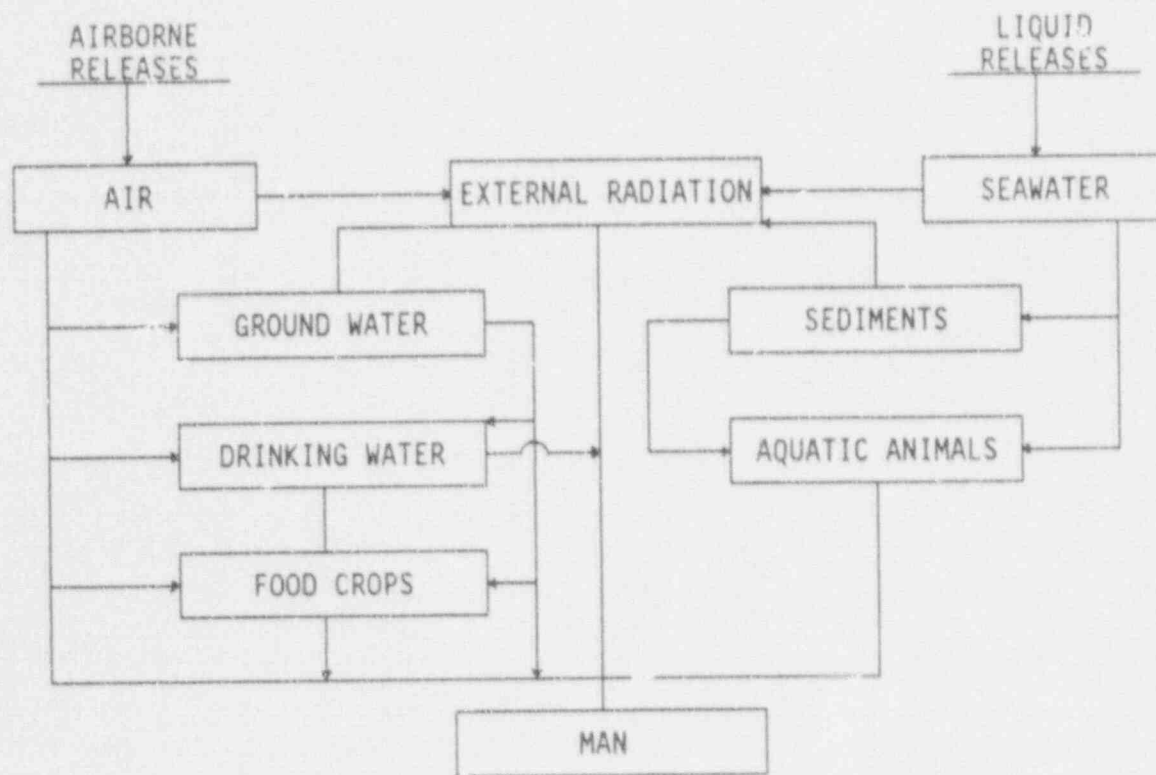 AIRBORNE
RELEASES
LIQUID
RELEASES
AIR
EXTERNAL RADIATION
SEAWATER
GROUND WATER
SEDIMENTS
DRINKING WATER
AQUATIC ANIMALS
FOOD CROPS
MAN